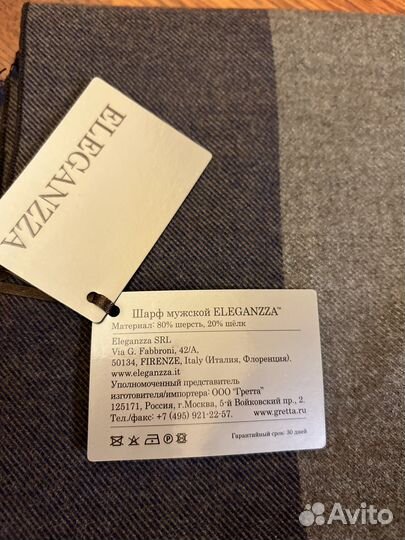 ELEGANZZA
Шарф мужской ELEGANZZA™
Материал: 80% шерсть, 20% шёлк
Eleganzza SRL
Via G. Fabbroni, 42/A,
50134, FIRENZE, Italy (Италия, Флоренция).
www.eleganzza.it
Уполномоченный представитель
изготовителя/импортера: ООО "Гретта"
125171, Россия, г.Москва, 5-й Войковский пр., 2.
Тел./факс: +7 (495) 921-22-57. www.gretta.ru
Гарантийный срок: 30 дней
Avito